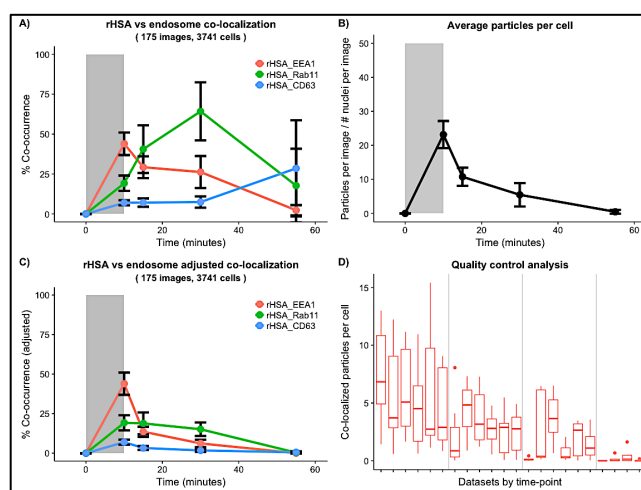 A)
rHSA vs endosome co-localization
( 175 images, 3741 cells )
rHSA_EEA1
rHSA_Rab11
rHSA_CD63
% Co-occurrence
100
75
50
25
0
0
20
40
60
Time (minutes)
B)
Average particles per cell
Particles per image / # nuclei per image
50
40
30
20
10
0
0
20
40
60
Time (minutes)
C)
rHSA vs endosome adjusted co-localization
( 175 images, 3741 cells )
rHSA_EEA1
rHSA_Rab11
rHSA_CD63
% Co-occurrence (adjusted)
100
75
50
25
0
0
20
40
60
Time (minutes)
D)
Quality control analysis
Co-localized particles per cell
15
10
5
0
Datasets by time-point